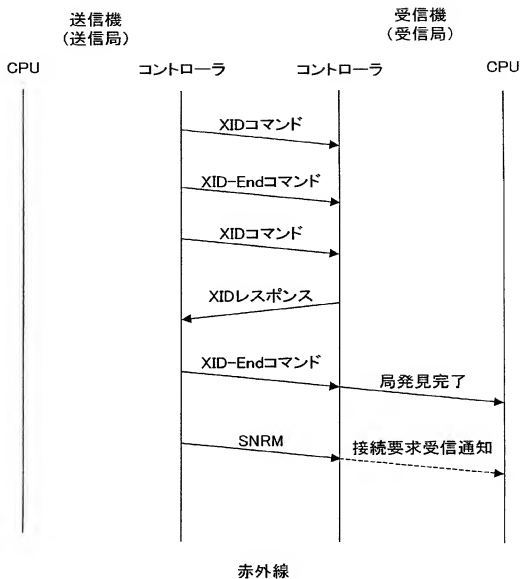 送信機
（送信局）
受信機
（受信局）
CPU
コントローラ
コントローラ
CPU
XIDコマンド
XID-Endコマンド
XIDコマンド
XIDレスポンス
XID-Endコマンド
局発見完了
SNRM
接続要求受信通知
赤外線